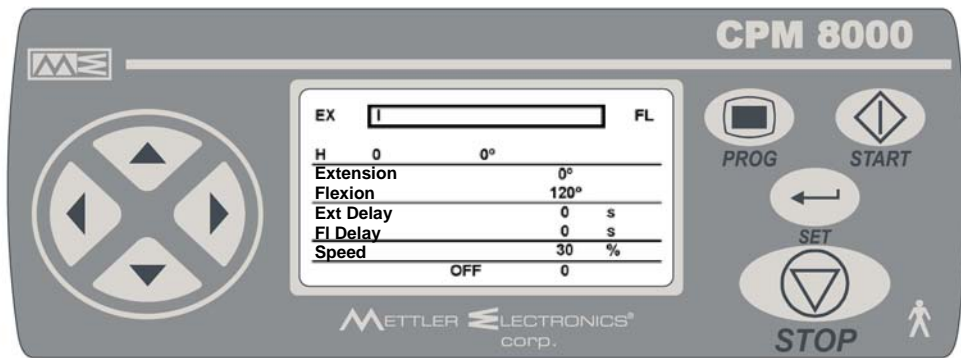 CPM 8000
ME
EX I FL
H 0 0°
Extension 0°
Flexion 120°
Ext Delay 0 s
Fl Delay 0 s
Speed 30 %
OFF 0
PROG
START
SET
STOP
METTLER ELECTRONICS®
corp.